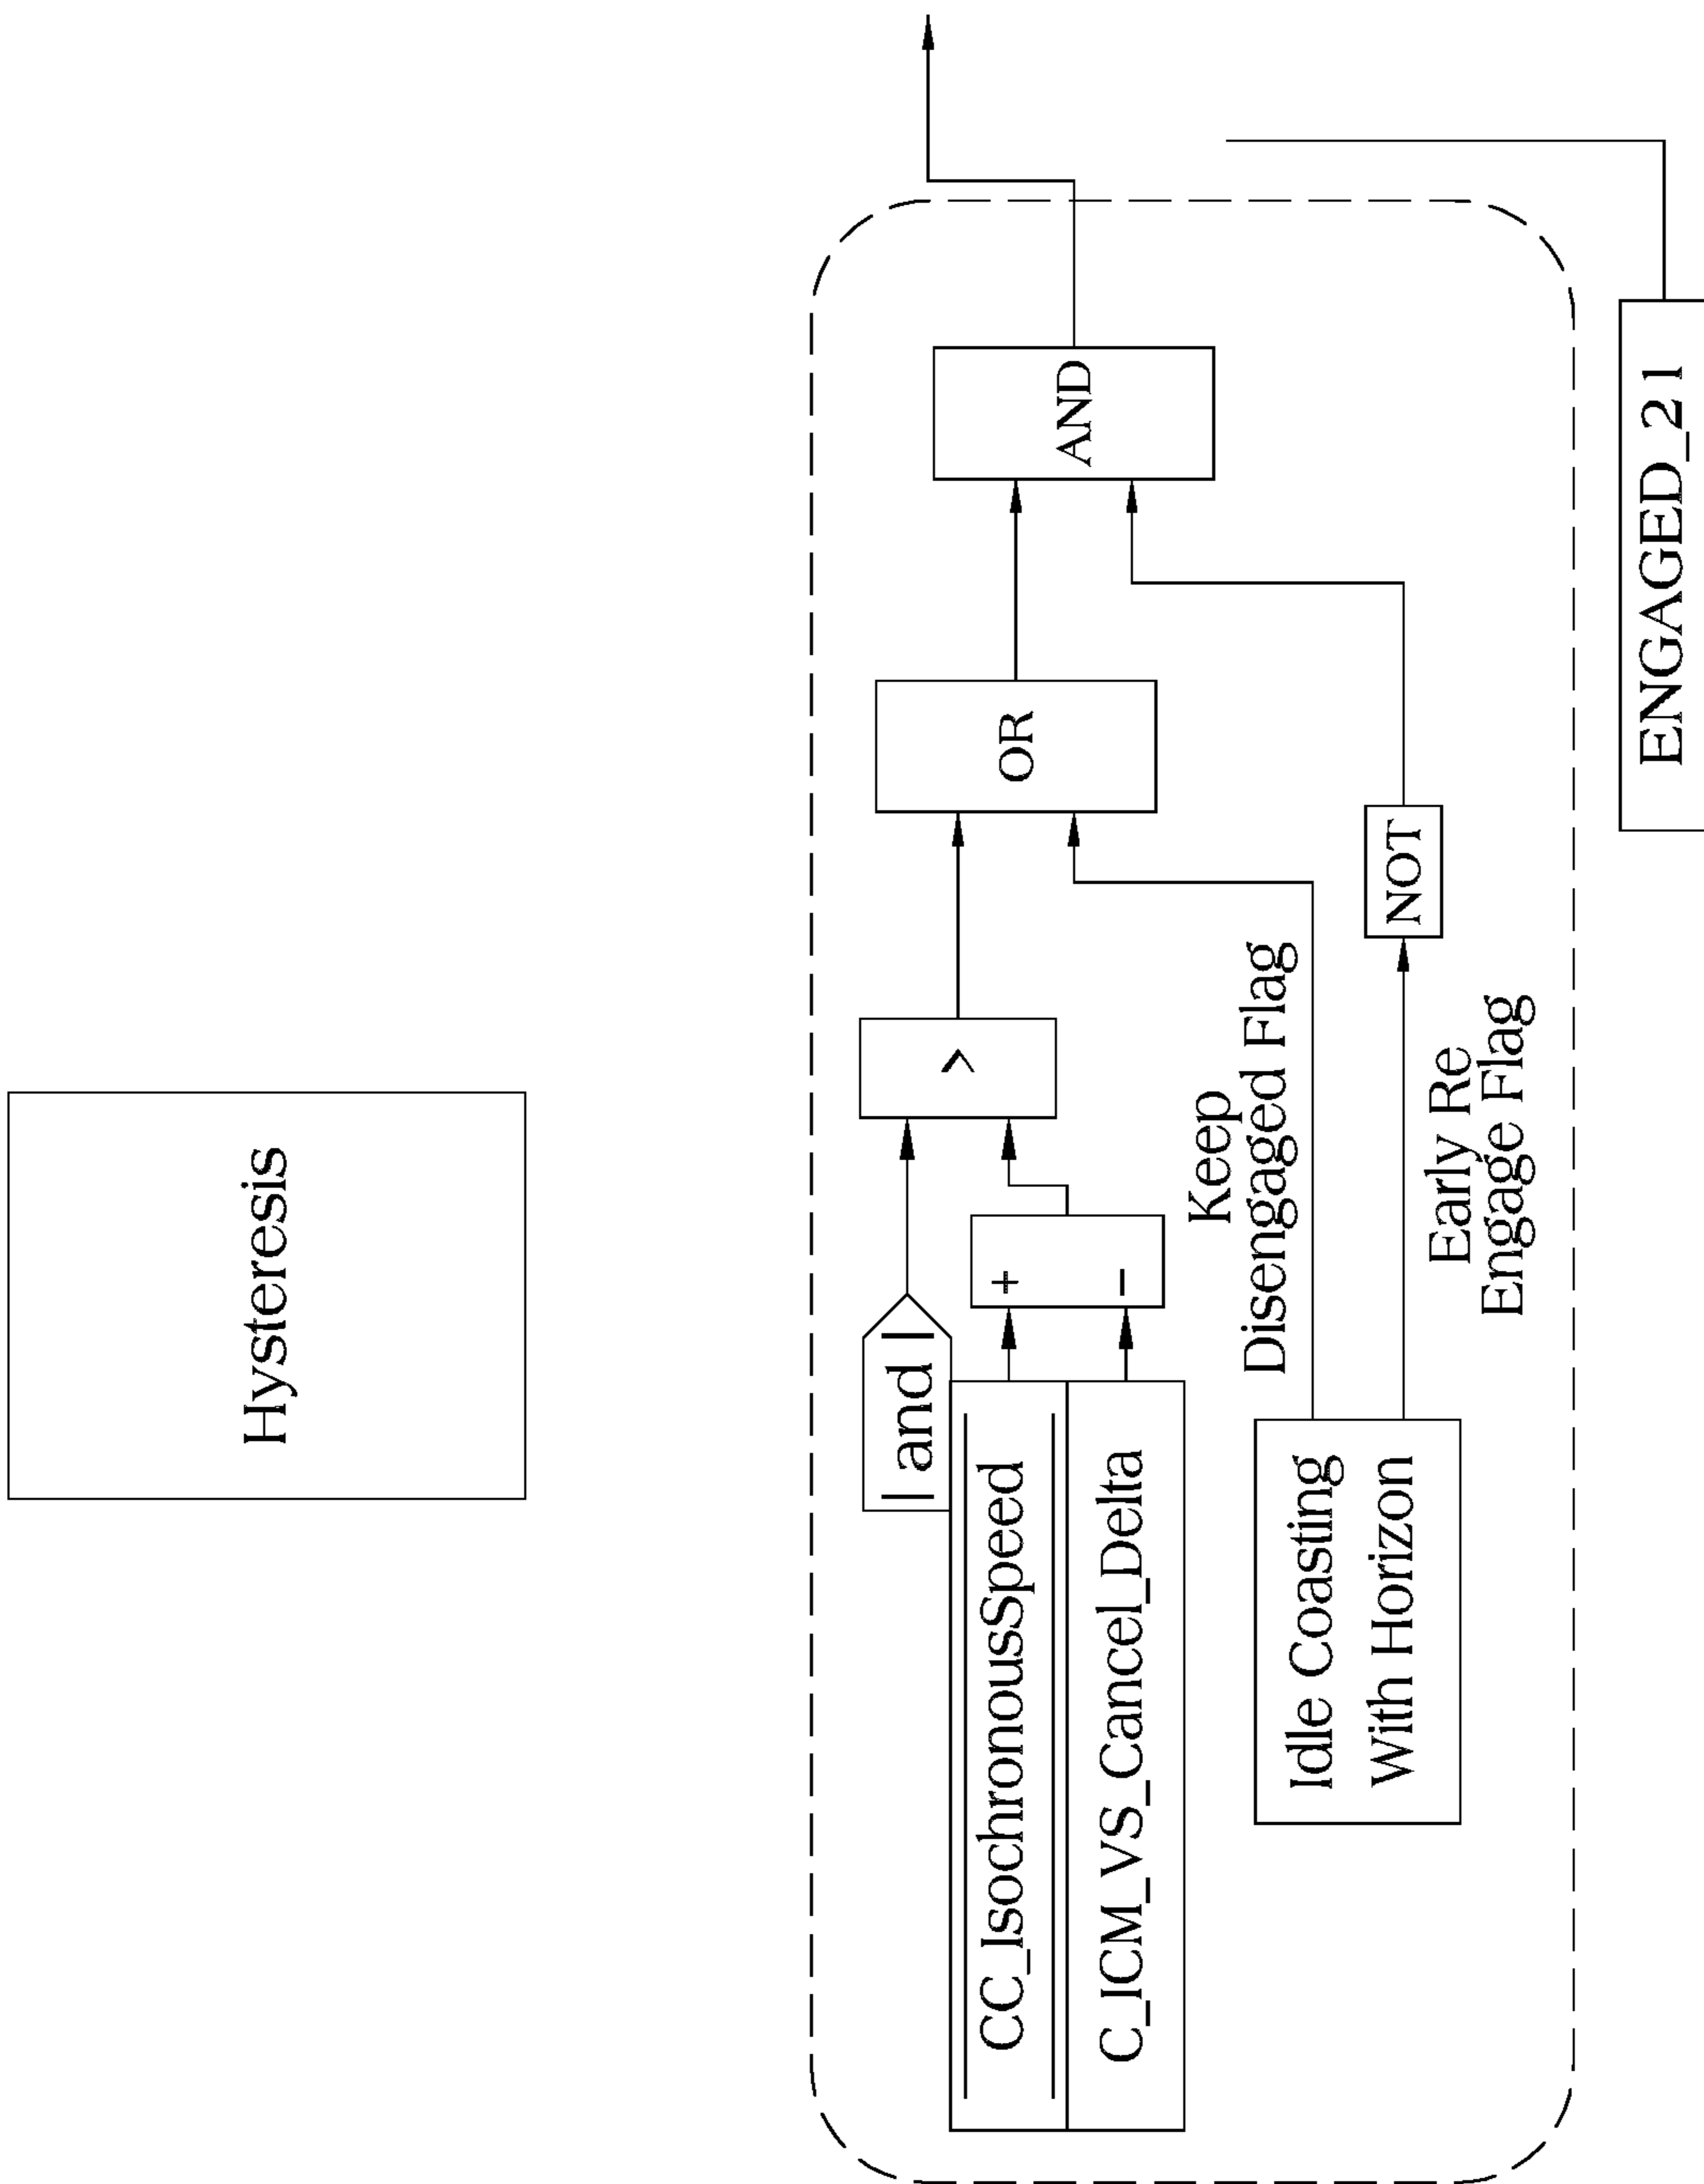 Hysteresis
| and |
>
CC_IsochronousSpeed
+
OR
AND
C_ICM_VS_Cancel_Delta
−
Keep
Disengaged Flag
Idle Coasting
With Horizon
NOT
Early Re
Engage Flag
ENGAGED_21